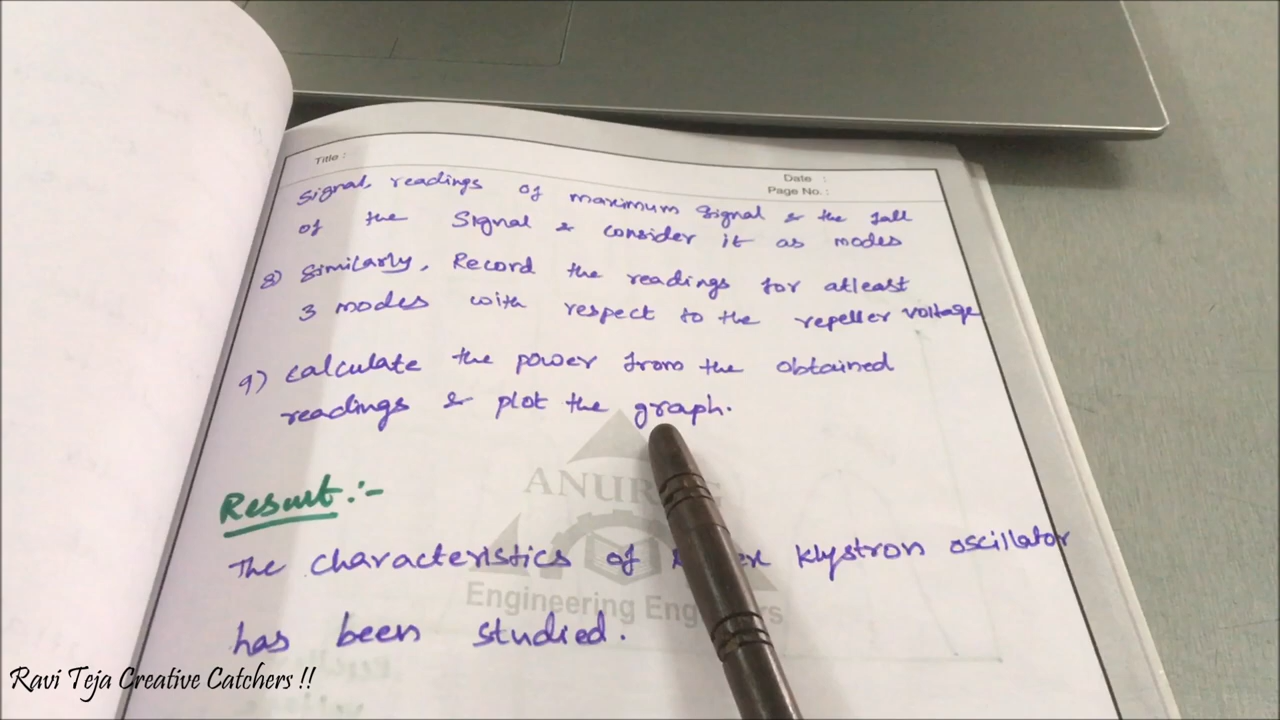 Title :
Date :
Page No. :
Signal, readings of maximum signal & the fall
of the Signal & consider it as modes
8) Similarly, Record the readings for atleast
3 modes with respect to the repeller voltage
9) Calculate the power from the obtained
readings & plot the graph.
Result :-
The characteristics of klystron oscillator
has been studied.
Engineering
Ravi Teja Creative Catchers !!